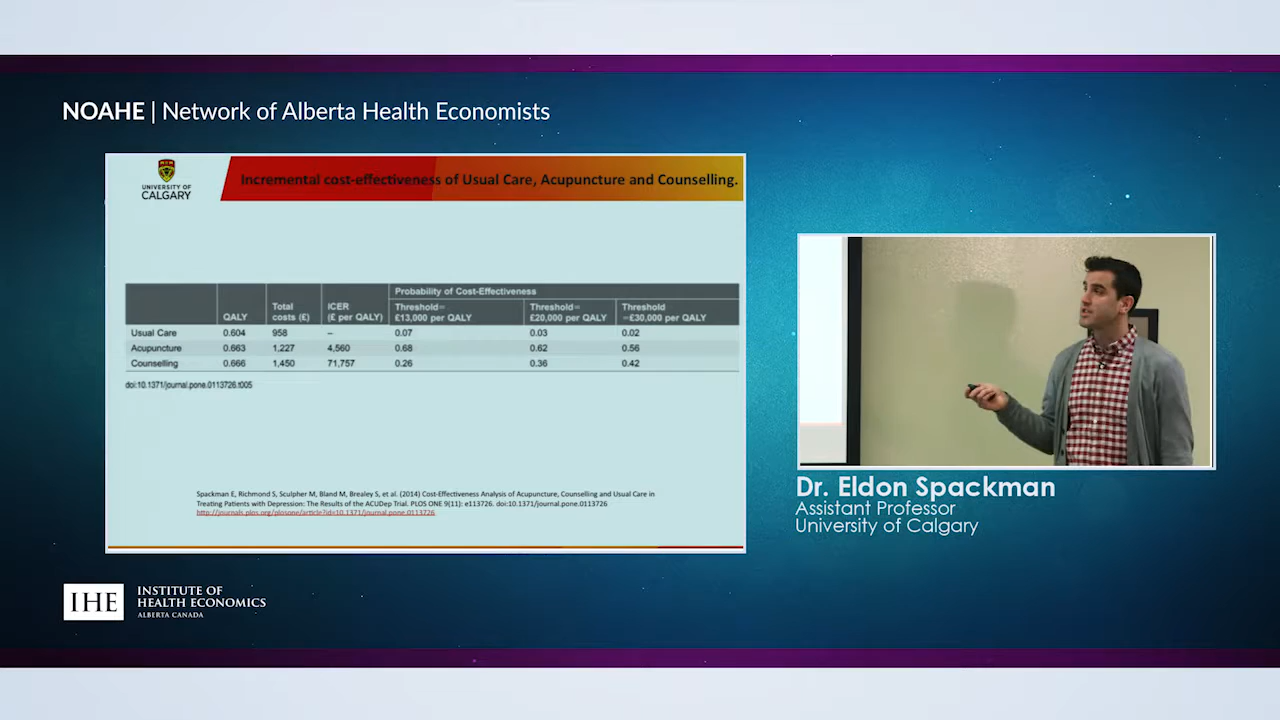 NOAHE | Network of Alberta Health Economists
UNIVERSITY OF
CALGARY
Incremental cost-effectiveness of Usual Care, Acupuncture and Counselling.
Probability of Cost-Effectiveness
QALY Total costs (£) ICER (£ per QALY) Threshold= £13,000 per QALY Threshold= £20,000 per QALY Threshold =£30,000 per QALY
Usual Care 0.604 958 – 0.07 0.03 0.02
Acupuncture 0.663 1,227 4,560 0.68 0.62 0.56
Counselling 0.666 1,450 71,757 0.26 0.36 0.42
doi:10.1371/journal.pone.0113726.t005
Spackman E, Richmond S, Sculpher M, Bland M, Brealey S, et al. (2014) Cost-Effectiveness Analysis of Acupuncture, Counselling and Usual Care in
Treating Patients with Depression: The Results of the ACUDep Trial. PLOS ONE 9(11): e113726. doi:10.1371/journal.pone.0113726
http://journals.plos.org/plosone/article?id=10.1371/journal.pone.0113726
Dr. Eldon Spackman
Assistant Professor
University of Calgary
IHE
INSTITUTE OF
HEALTH ECONOMICS
ALBERTA CANADA